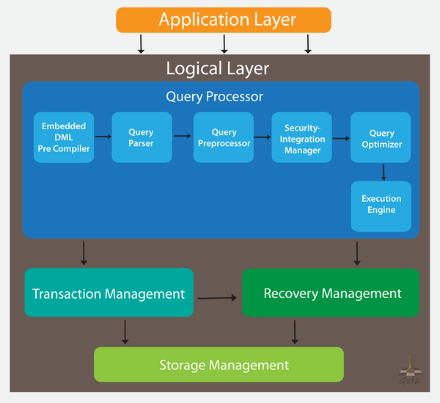 Application Layer
Logical Layer
Query Processor
Embedded
DML
Pre Compiler
Query
Parser
Query
Preprocessor
Security-
Integration
Manager
Query
Optimizer
Execution
Engine
Transaction Management
Recovery Management
Storage Management